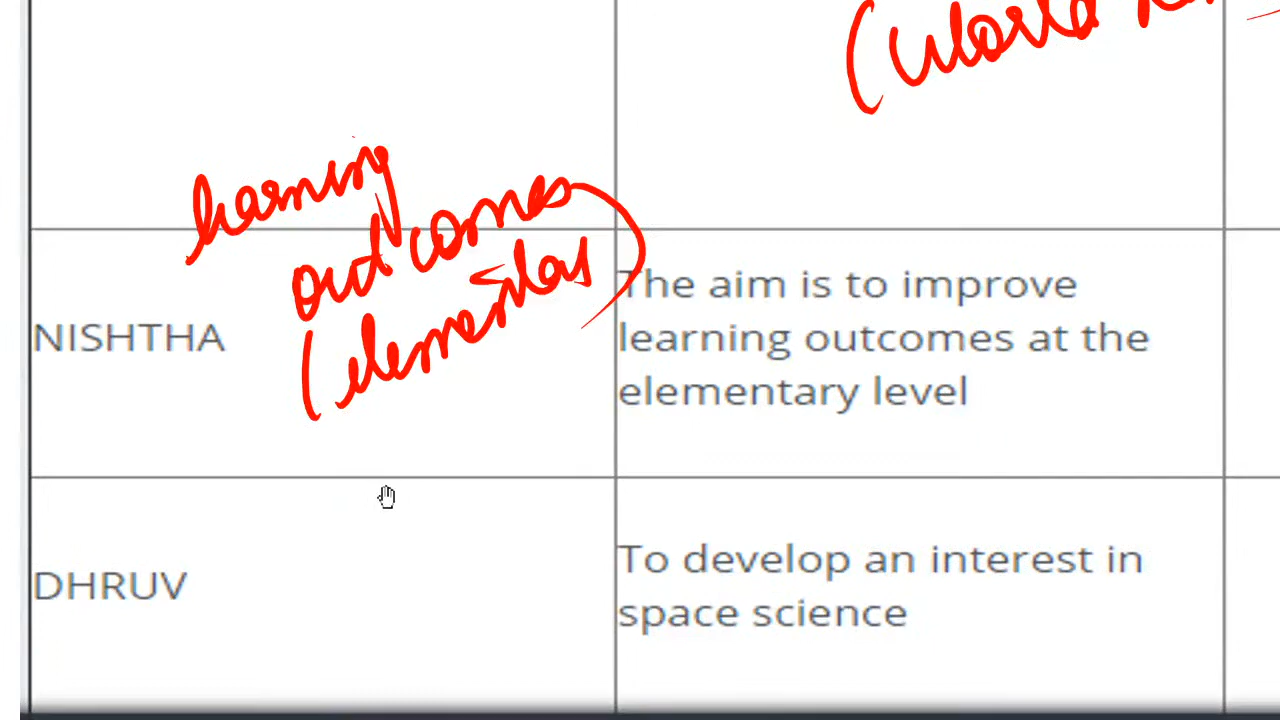 (World
learning
outcomes
(elementary)
NISHTHA
The aim is to improve
learning outcomes at the
elementary level
DHRUV
To develop an interest in
space science